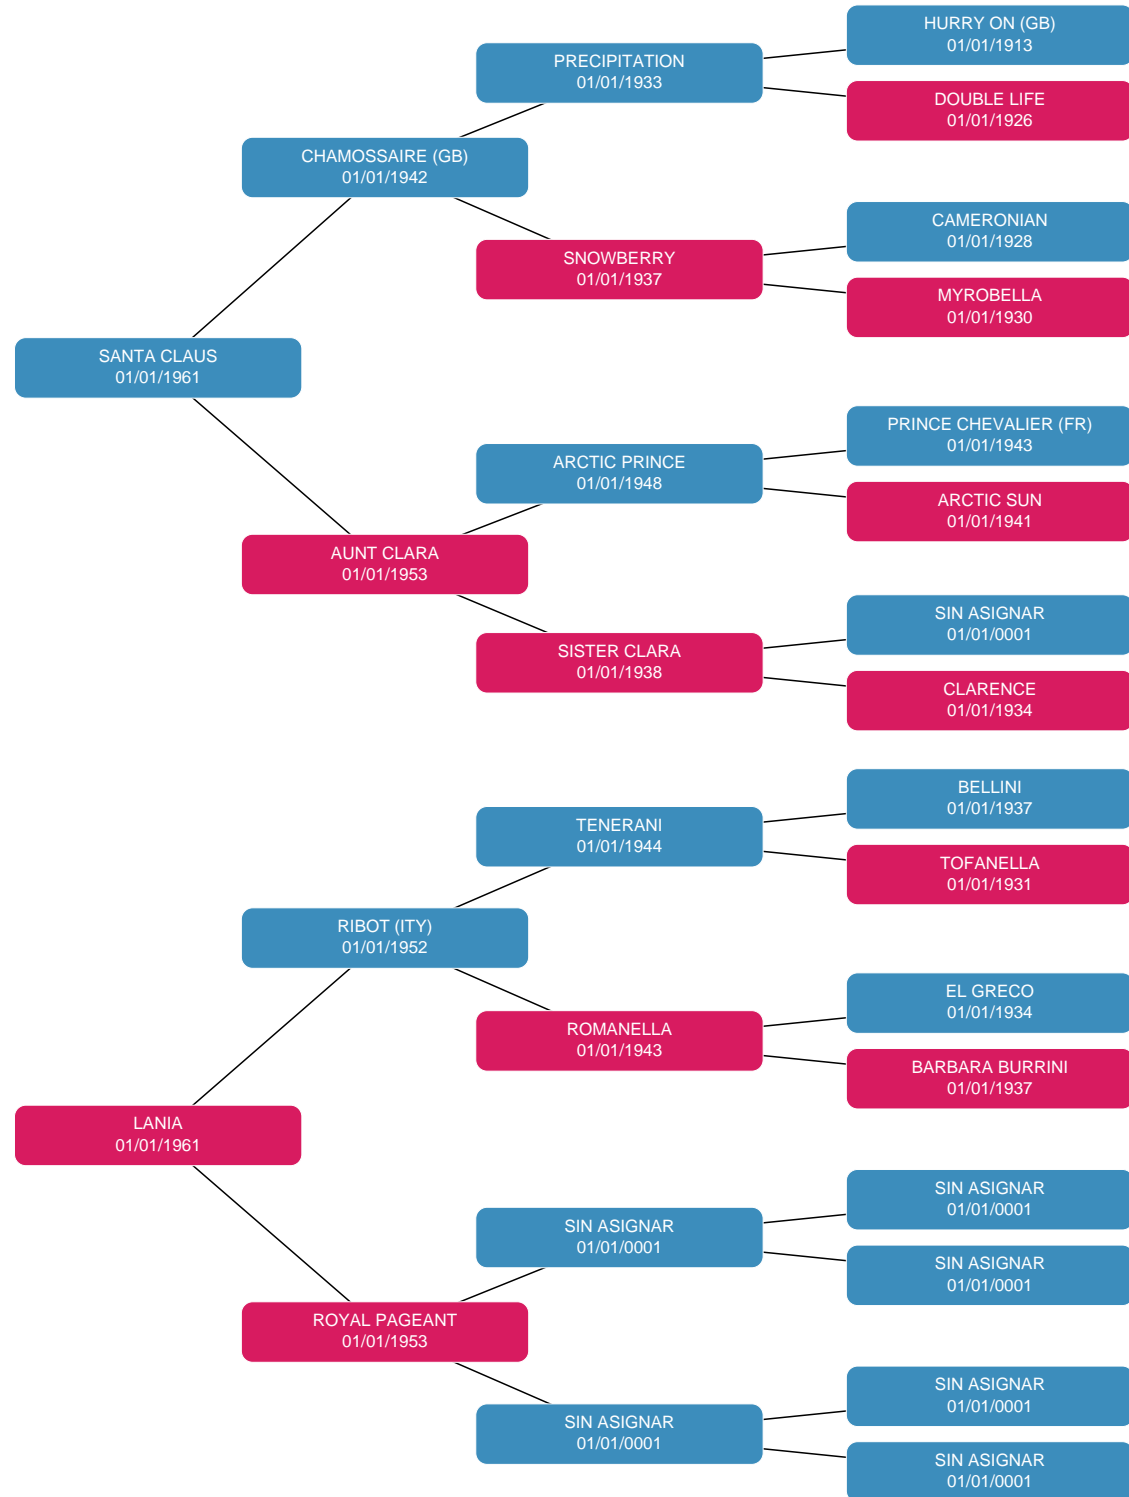 HURRY ON (GB)
01/01/1913
PRECIPITATION
01/01/1933
DOUBLE LIFE
01/01/1926
CHAMOSSAIRE (GB)
01/01/1942
CAMERONIAN
01/01/1928
SNOWBERRY
01/01/1937
MYROBELLA
01/01/1930
SANTA CLAUS
01/01/1961
PRINCE CHEVALIER (FR)
01/01/1943
ARCTIC PRINCE
01/01/1948
ARCTIC SUN
01/01/1941
AUNT CLARA
01/01/1953
SIN ASIGNAR
01/01/0001
SISTER CLARA
01/01/1938
CLARENCE
01/01/1934
BELLINI
01/01/1937
TENERANI
01/01/1944
TOFANELLA
01/01/1931
RIBOT (ITY)
01/01/1952
EL GRECO
01/01/1934
ROMANELLA
01/01/1943
BARBARA BURRINI
01/01/1937
LANIA
01/01/1961
SIN ASIGNAR
01/01/0001
SIN ASIGNAR
01/01/0001
SIN ASIGNAR
01/01/0001
ROYAL PAGEANT
01/01/1953
SIN ASIGNAR
01/01/0001
SIN ASIGNAR
01/01/0001
SIN ASIGNAR
01/01/0001